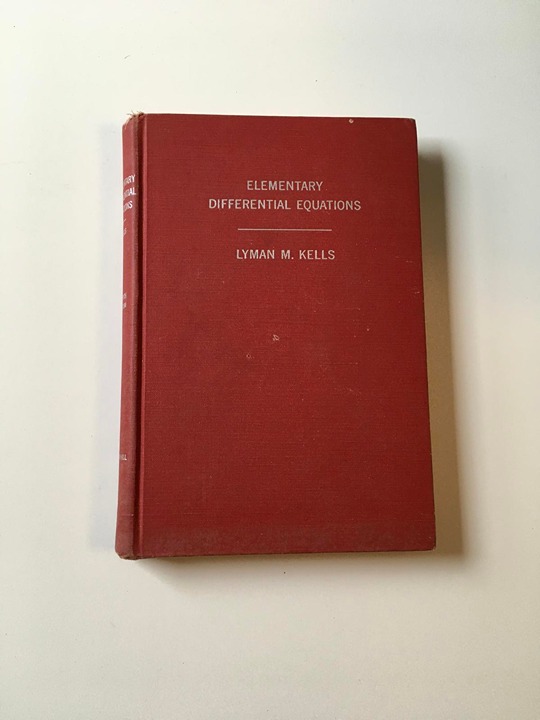 ELEMENTARY
DIFFERENTIAL EQUATIONS
LYMAN M. KELLS